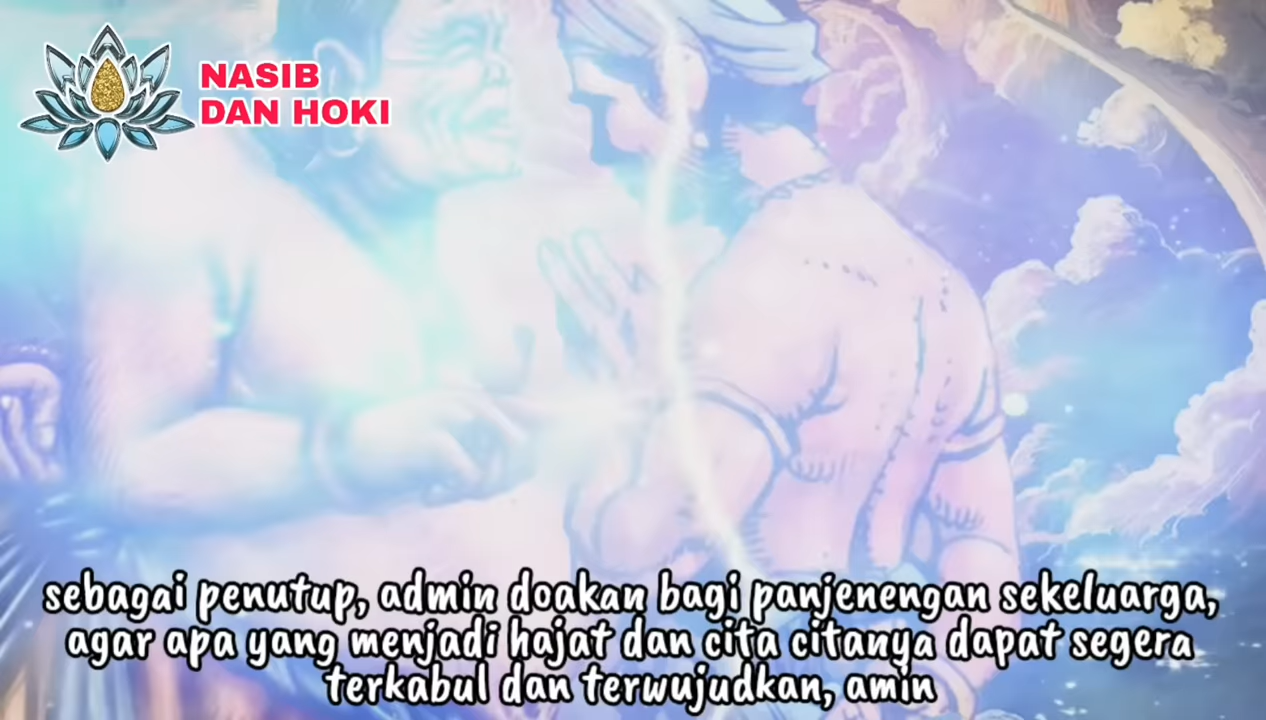 NASIB
DAN HOKI
sebagai penutup, admin doakan bagi panjenengan sekeluarga,
agar apa yang menjadi hajat dan cita citanya dapat segera
terkabul dan terwujudkan, amin